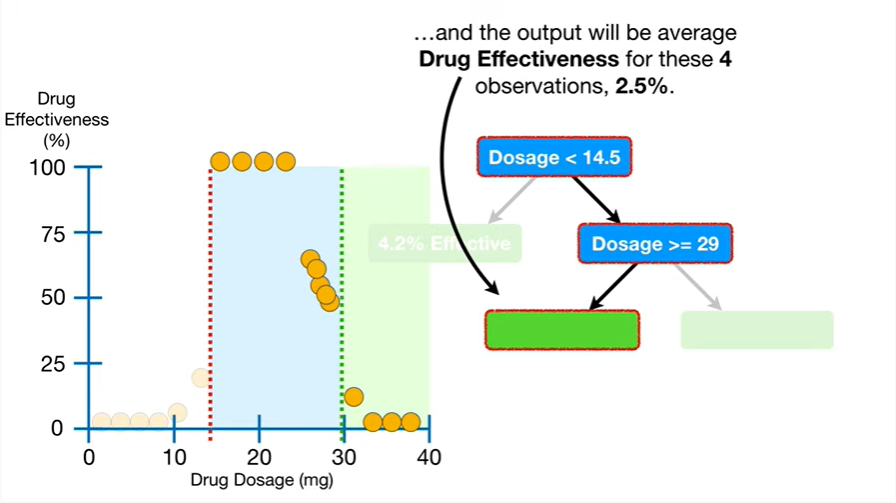 …and the output will be average
Drug Effectiveness for these 4
observations, 2.5%.
Drug
Effectiveness
(%)
100
75
50
25
0
0
10
20
30
40
Drug Dosage (mg)
Dosage < 14.5
4.2% Effective
Dosage >= 29